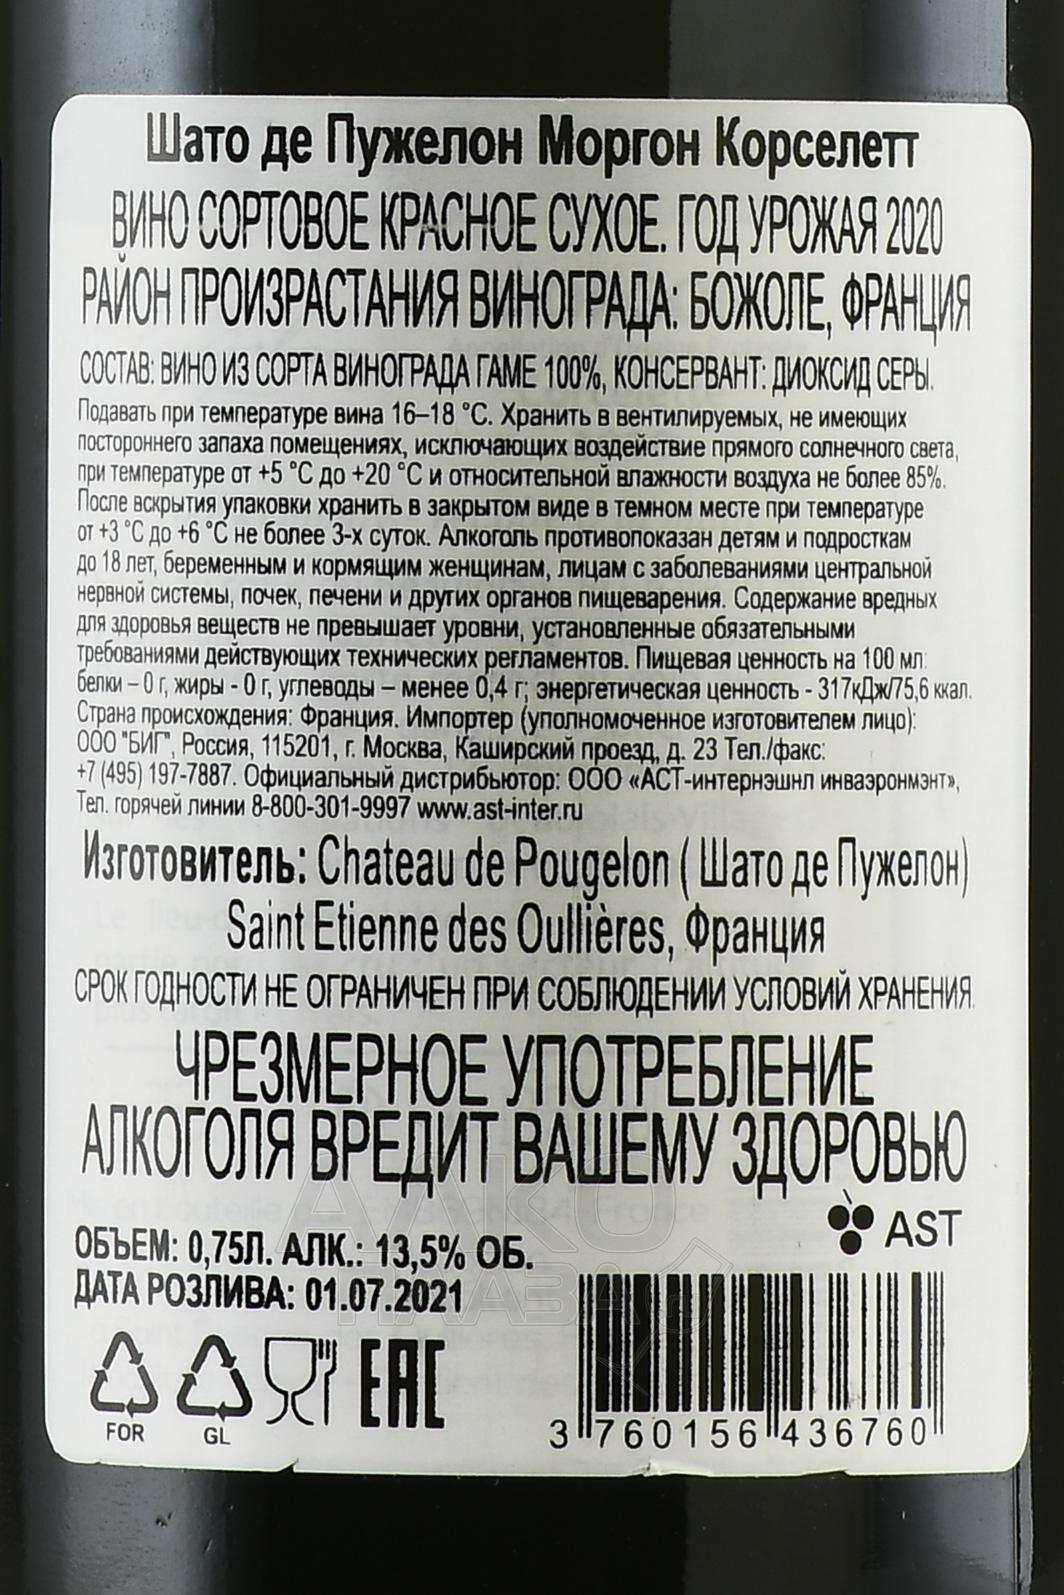 Шато де Пужелон Моргон Корселетт
ВИНО СОРТОВОЕ КРАСНОЕ СУХОЕ. ГОД УРОЖАЯ 2020
РАЙОН ПРОИЗРАСТАНИЯ ВИНОГРАДА: БОЖОЛЕ, ФРАНЦИЯ
СОСТАВ: ВИНО ИЗ СОРТА ВИНОГРАДА ГАМЕ 100%, КОНСЕРВАНТ: ДИОКСИД СЕРЫ.
Подавать при температуре вина 16–18 °С. Хранить в вентилируемых, не имеющих
постороннего запаха помещениях, исключающих воздействие прямого солнечного света,
при температуре от +5 °С до +20 °С и относительной влажности воздуха не более 85%.
После вскрытия упаковки хранить в закрытом виде в темном месте при температуре
от +3 °С до +6 °С не более 3-х суток. Алкоголь противопоказан детям и подросткам
до 18 лет, беременным и кормящим женщинам, лицам с заболеваниями центральной
нервной системы, почек, печени и других органов пищеварения. Содержание вредных
для здоровья веществ не превышает уровни, установленные обязательными
требованиями действующих технических регламентов. Пищевая ценность на 100 мл:
белки – 0 г, жиры - 0 г, углеводы – менее 0,4 г; энергетическая ценность - 317кДж/75,6 ккал.
Страна происхождения: Франция. Импортер (уполномоченное изготовителем лицо):
ООО "БИГ", Россия, 115201, г. Москва, Каширский проезд, д. 23 Тел./факс:
+7 (495) 197-7887. Официальный дистрибьютор: ООО «АСТ-интернэшнл инваэронмэнт»,
Тел. горячей линии 8-800-301-9997 www.ast-inter.ru
Изготовитель: Chateau de Pougelon ( Шато де Пужелон)
Saint Etienne des Oullières, Франция
СРОК ГОДНОСТИ НЕ ОГРАНИЧЕН ПРИ СОБЛЮДЕНИИ УСЛОВИЙ ХРАНЕНИЯ.
ЧРЕЗМЕРНОЕ УПОТРЕБЛЕНИЕ
АЛКОГОЛЯ ВРЕДИТ ВАШЕМУ ЗДОРОВЬЮ
AST
ОБЪЕМ: 0,75Л. АЛК.: 13,5% ОБ.
ДАТА РОЗЛИВА: 01.07.2021
FOR GL EAC
3 760156 436760